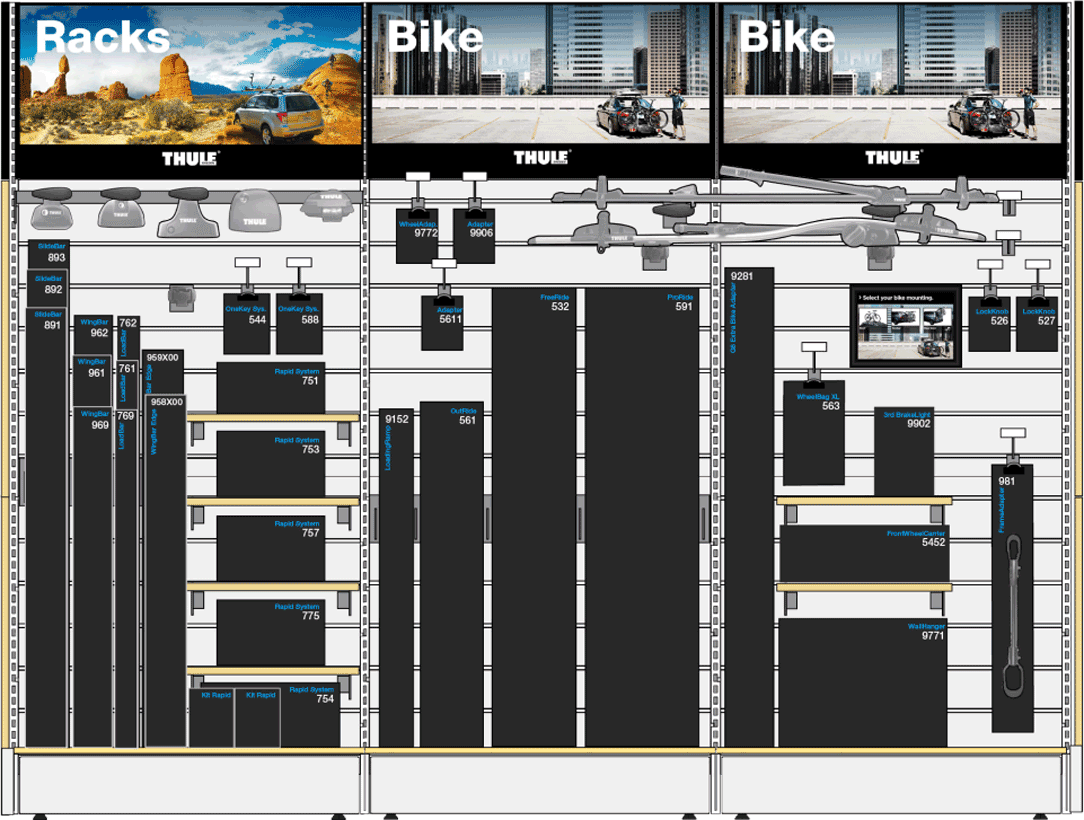 Racks
THULE
SlideBar
893
SlideBar
892
SlideBar
891
WingBar
962
WingBar
961
WingBar
969
762
LoadBar
761
LoadBar
769
LoadBar
959X00
Bar Edge
958X00
WingBar Edge
OneKey Sys.
544
OneKey Sys.
588
Rapid System
751
Rapid System
753
Rapid System
757
Rapid System
775
Kit Rapid
Kit Rapid
Rapid System
754
Bike
THULE
WheelAdap.
9772
Adapter
9906
Adapter
5611
9152
LoadingRamp
OutRide
561
FreeRide
532
ProRide
591
Bike
THULE
9281
G6 Extra Bike Adapter
› Select your bike mounting.
LockKnob
526
LockKnob
527
WheelBag XL
563
3rd BrakeLight
9902
FrontWheelCarrier
5452
WallHanger
9771
981
FrameAdapter